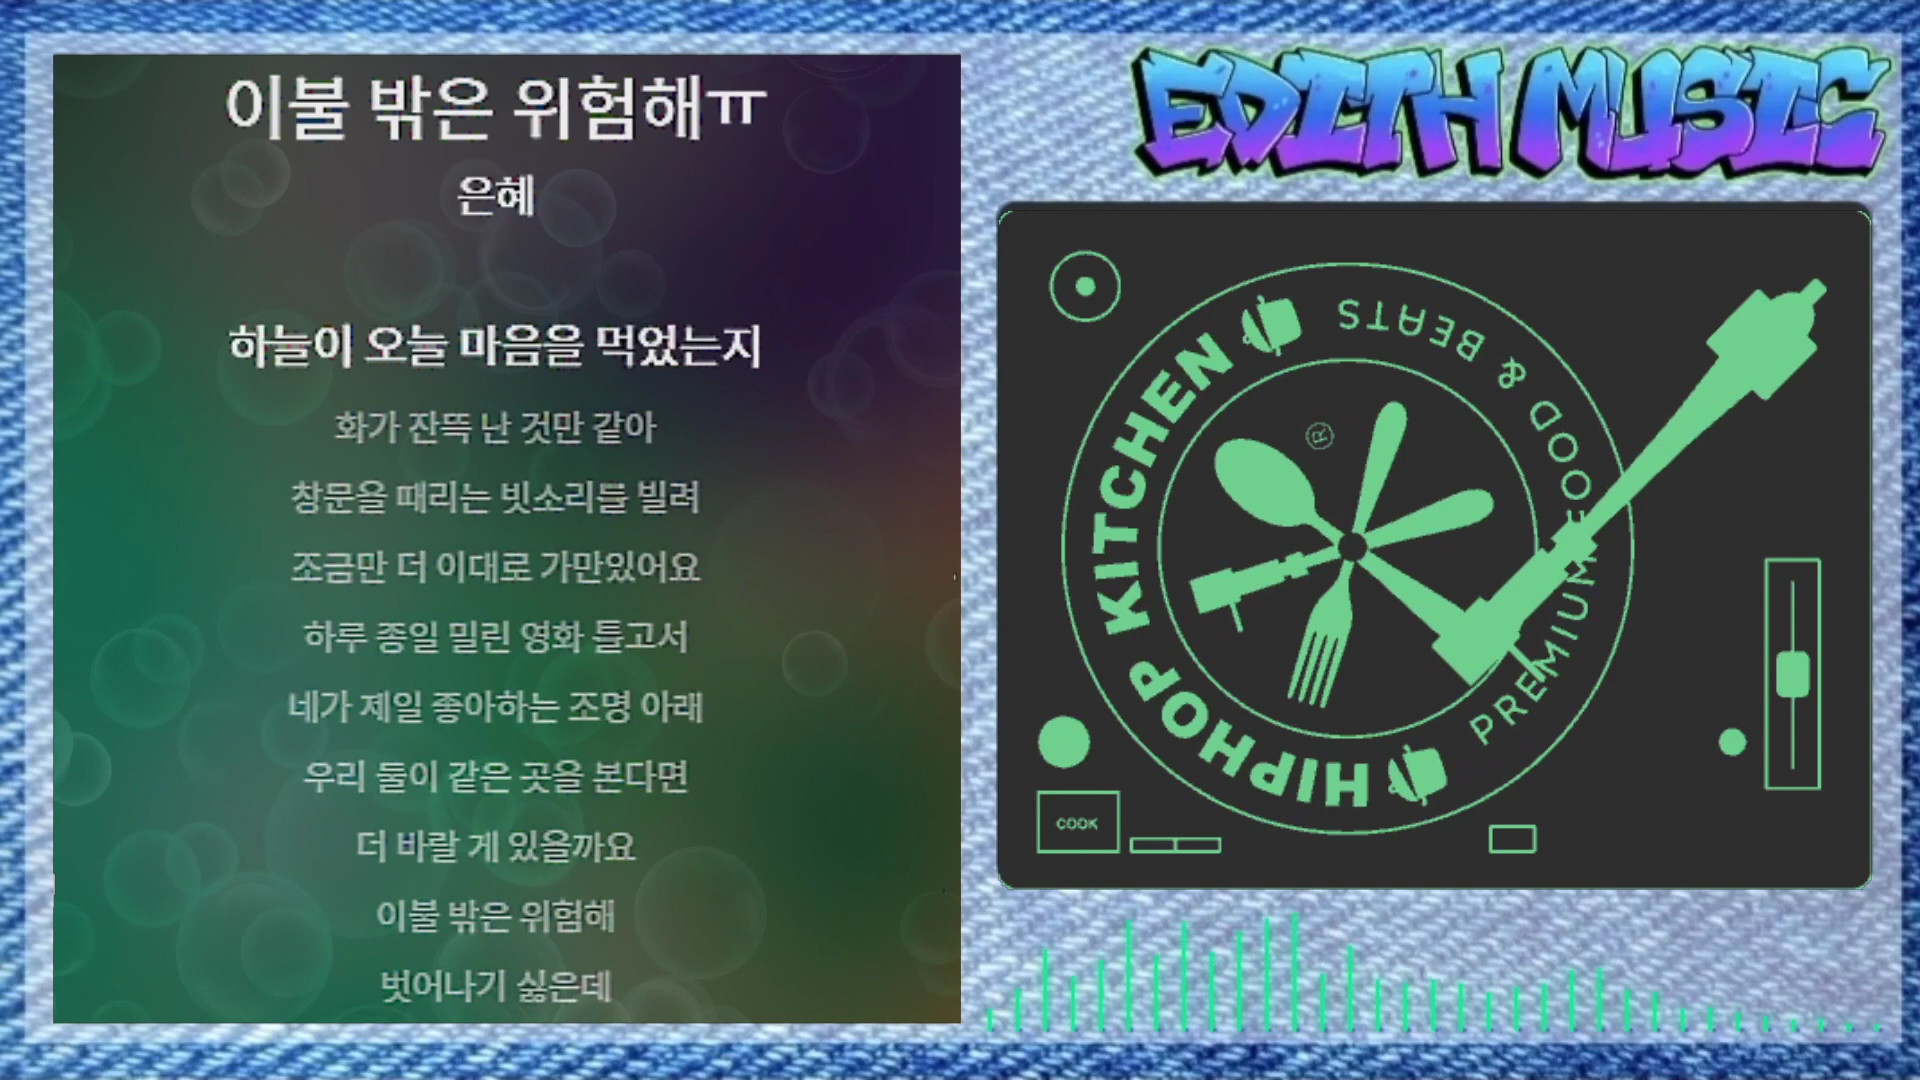 이불 밖은 위험해ㅠ
은혜
하늘이 오늘 마음을 먹었는지
화가 잔뜩 난 것만 같아
창문을 때리는 빗소리를 빌려
조금만 더 이대로 가만있어요
하루 종일 밀린 영화 틀고서
네가 제일 좋아하는 조명 아래
우리 둘이 같은 곳을 본다면
더 바랄 게 있을까요
이불 밖은 위험해
벗어나기 싫은데
EDITH MUSIC
HIPHOP KITCHEN
PREMIUM FOOD & BEATS
®
COOK